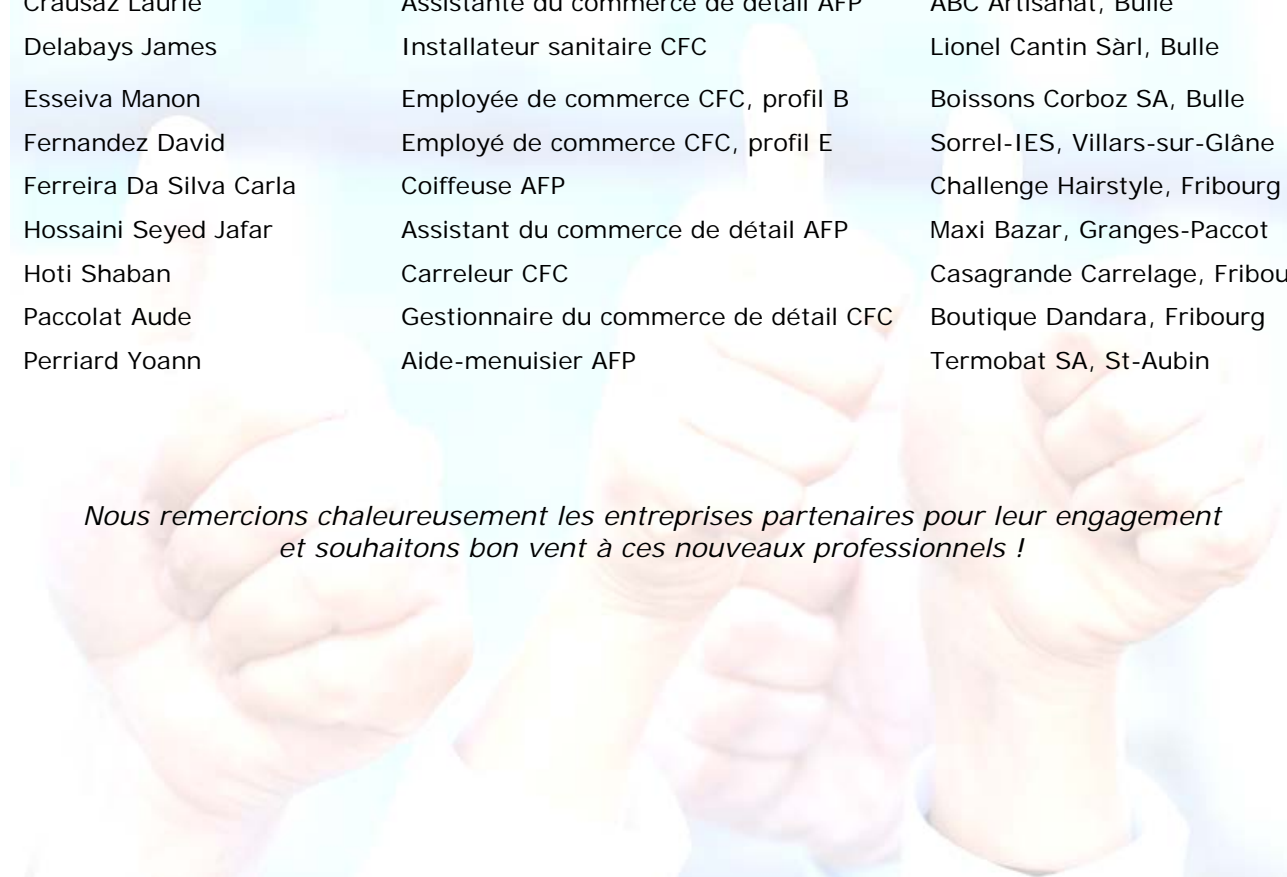 Crausaz Laurie Assistante du commerce de détail AFP ABC Artisanat, Bulle
Delabays James Installateur sanitaire CFC Lionel Cantin Sàrl, Bulle
Esseiva Manon Employée de commerce CFC, profil B Boissons Corboz SA, Bulle
Fernandez David Employé de commerce CFC, profil E Sorrel-IES, Villars-sur-Glâne
Ferreira Da Silva Carla Coiffeuse AFP Challenge Hairstyle, Fribourg
Hossaini Seyed Jafar Assistant du commerce de détail AFP Maxi Bazar, Granges-Paccot
Hoti Shaban Carreleur CFC Casagrande Carrelage, Fribou
Paccolat Aude Gestionnaire du commerce de détail CFC Boutique Dandara, Fribourg
Perriard Yoann Aide-menuisier AFP Termobat SA, St-Aubin
Nous remercions chaleureusement les entreprises partenaires pour leur engagement
et souhaitons bon vent à ces nouveaux professionnels !